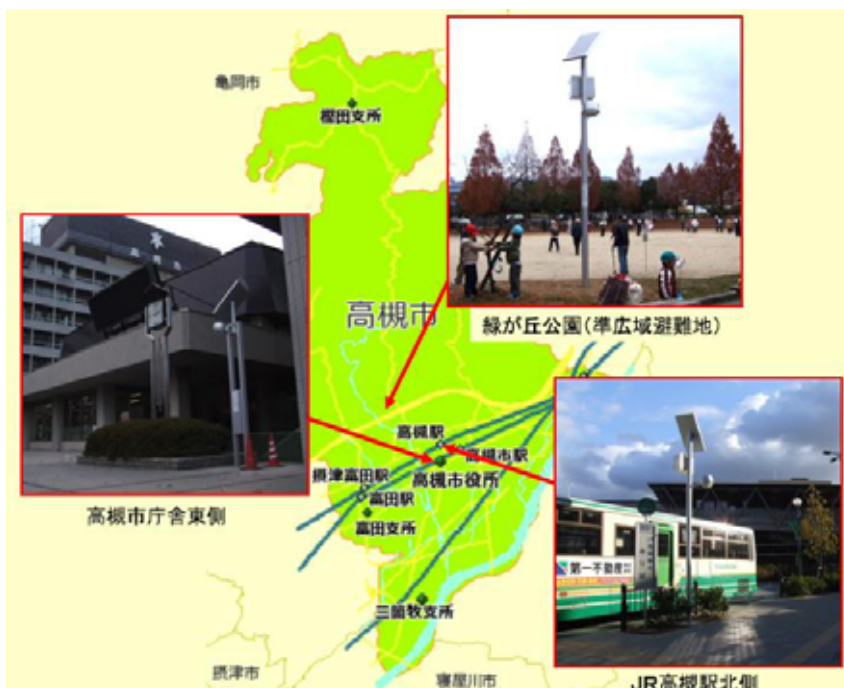 亀岡市
樫田支所
高槻市
緑が丘公園(準広域避難地)
高槻駅
高槻市駅
高槻市役所
摂津富田駅
富田駅
富田支所
高槻市庁舎東側
第一不動産
三箇牧支所
摂津市
寝屋川市
JR高槻駅北側